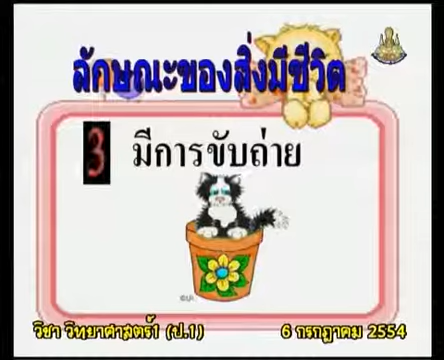 ลักษณะของสิ่งมีชีวิต
3 มีการขับถ่าย
วิชา วิทยาศาสตร์1 (ป.1) 6 กรกฎาคม 2554